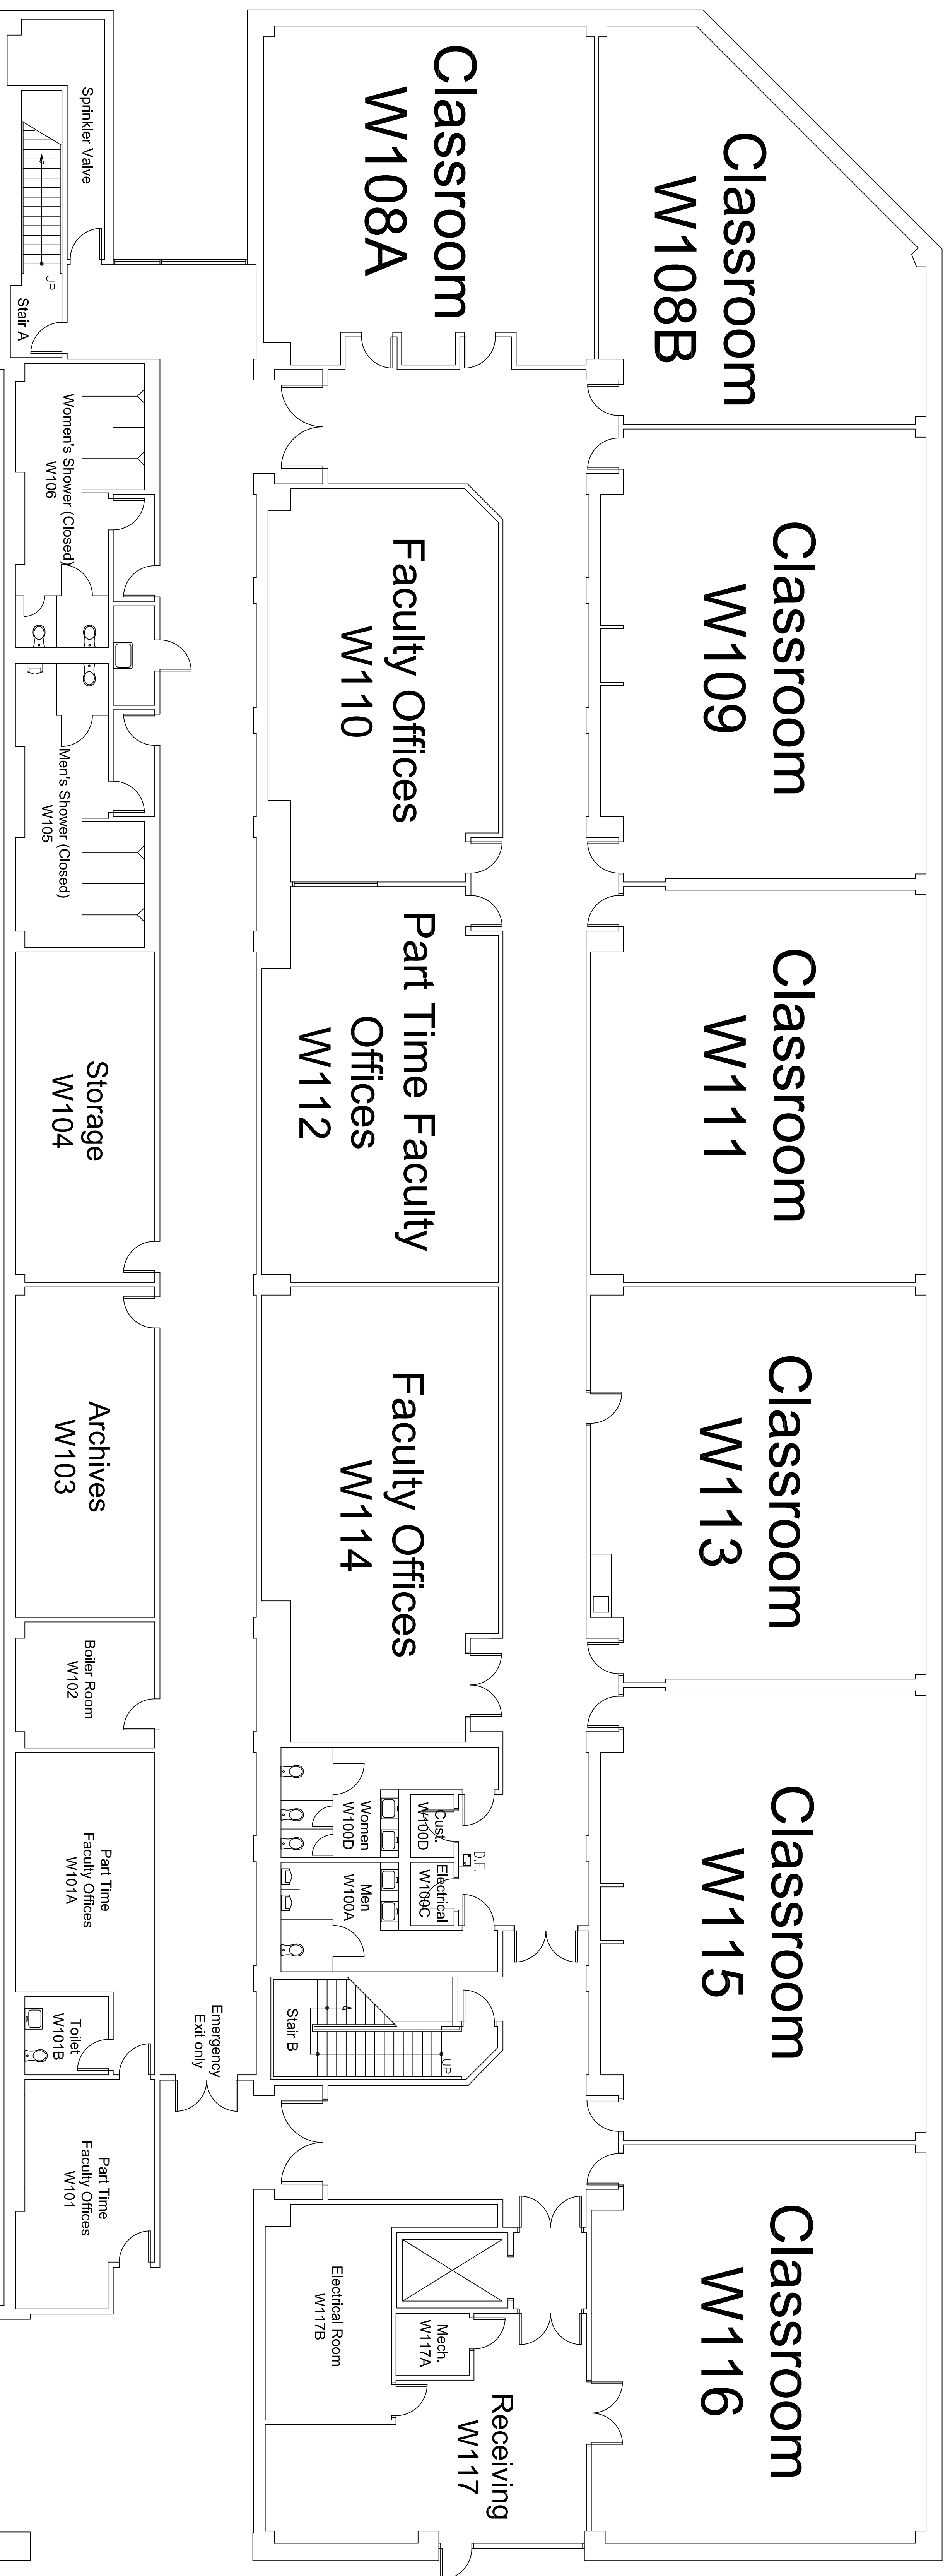 Classroom
W108B
Classroom
W109
Classroom
W111
Classroom
W113
Classroom
W115
Classroom
W116
Classroom
W108A
Faculty Offices
W110
Part Time Faculty
Offices
W112
Faculty Offices
W114
Cust.
W100D
Electrical
W100C
D.F.
Women
W100D
Men
W100A
Stair B
UP
Mech.
W117A
Electrical Room
W117B
Receiving
W117
Emergency
Exit only
Sprinkler Valve
UP
Stair A
Women's Shower (Closed)
W106
Men's Shower (Closed)
W105
Storage
W104
Archives
W103
Boiler Room
W102
Part Time
Faculty Offices
W101A
Toilet
W101B
Part Time
Faculty Offices
W101